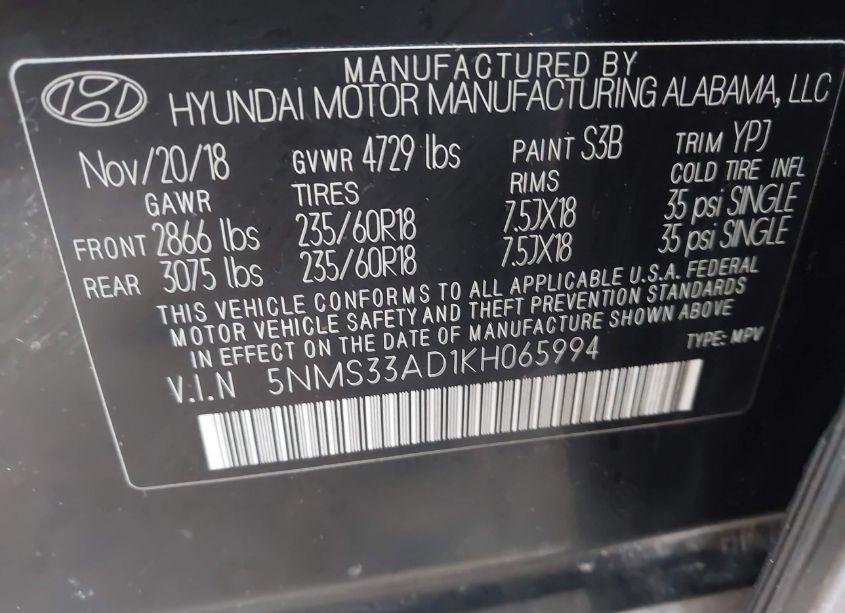 MANUFACTURED BY
HYUNDAI MOTOR MANUFACTURING ALABAMA, LLC
Nov/20/18 GVWR 4729 lbs PAINT S3B TRIM YPJ
GAWR TIRES RIMS COLD TIRE INFL
FRONT 2866 lbs 235/60R18 7.5JX18 35 psi SINGLE
REAR 3075 lbs 235/60R18 7.5JX18 35 psi SINGLE
THIS VEHICLE CONFORMS TO ALL APPLICABLE U.S.A. FEDERAL
MOTOR VEHICLE SAFETY AND THEFT PREVENTION STANDARDS
IN EFFECT ON THE DATE OF MANUFACTURE SHOWN ABOVE
V.I.N 5NMS33AD1KH065994 TYPE: MPV